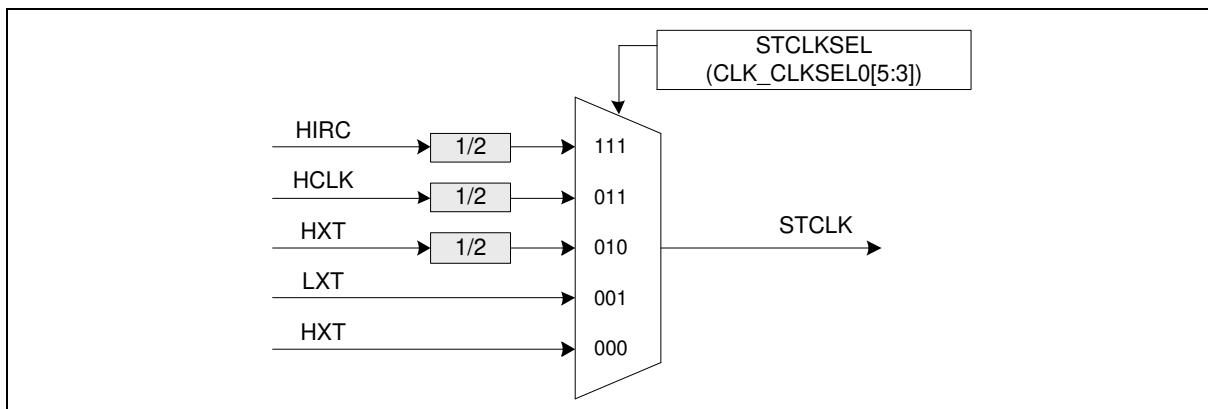 STCLKSEL
(CLK_CLKSEL0[5:3])
HIRC
1/2
111
HCLK
1/2
011
HXT
1/2
010
STCLK
LXT
001
HXT
000